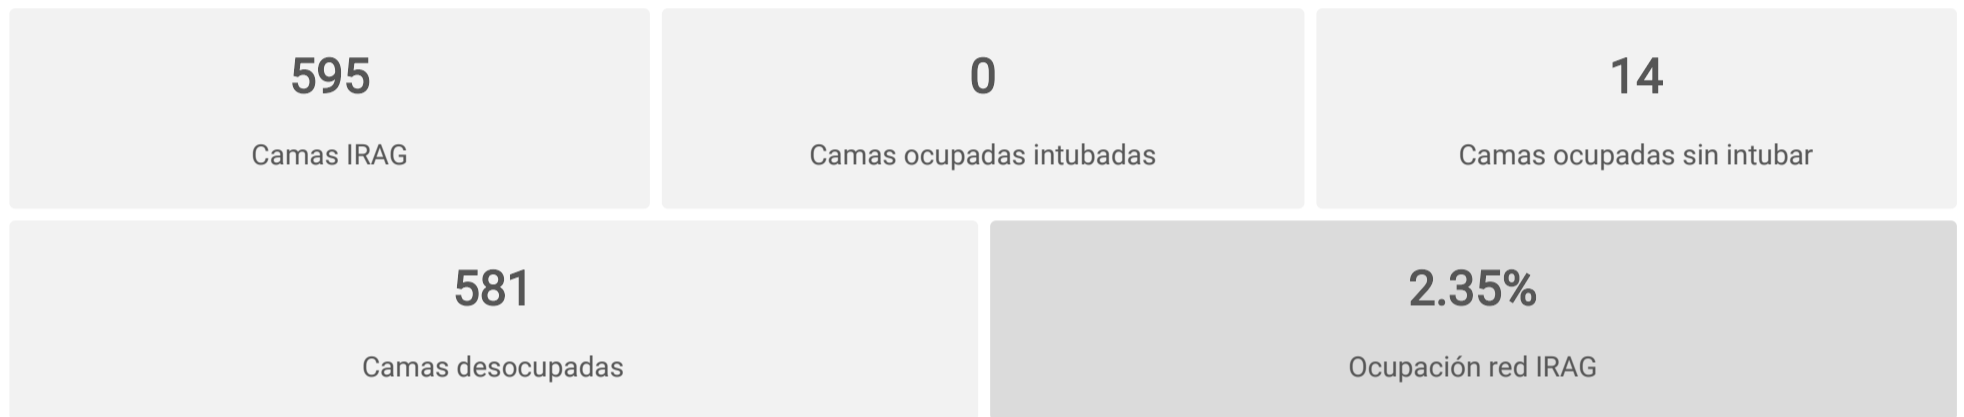 595
Camas IRAG
0
Camas ocupadas intubadas
14
Camas ocupadas sin intubar
581
Camas desocupadas
2.35%
Ocupación red IRAG